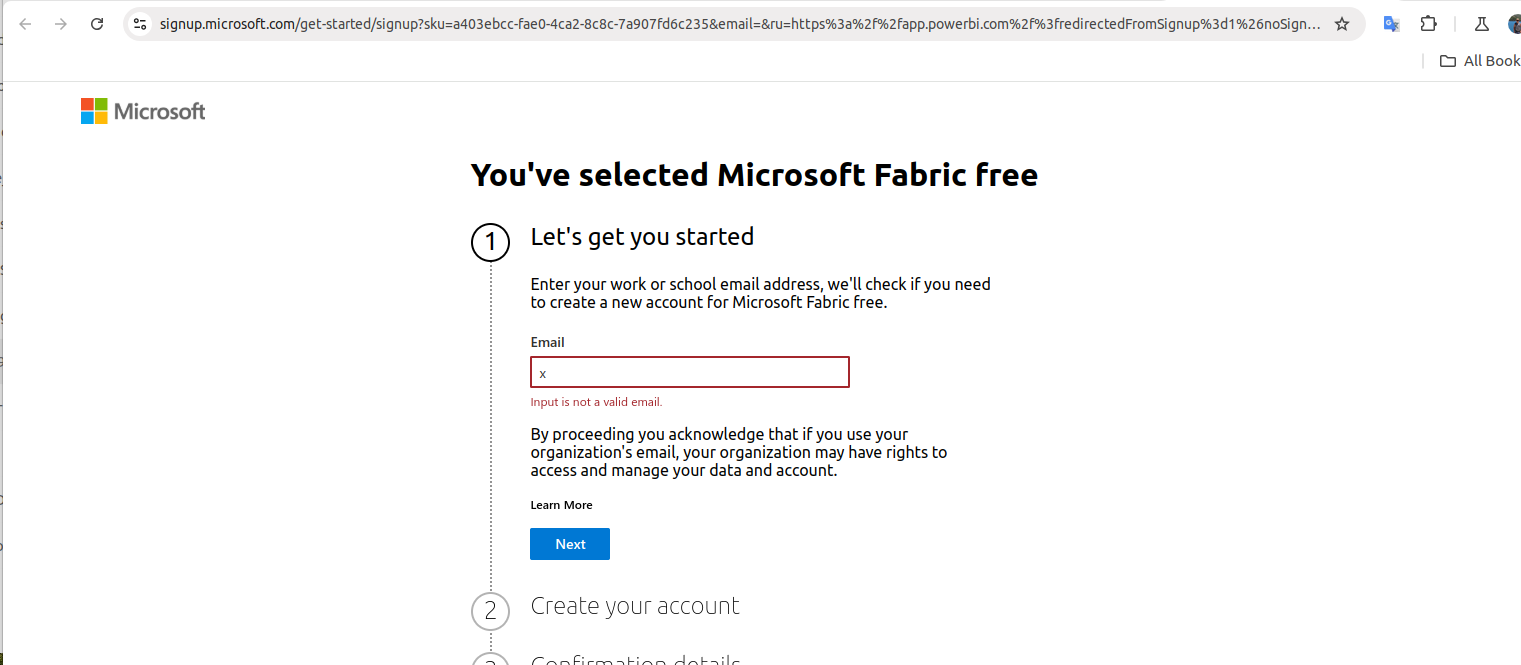 signup.microsoft.com/get-started/signup?sku=a403ebcc-fae0-4ca2-8c8c-7a907fd6c235&email=&ru=https%3a%2f%2fapp.powerbi.com%2f%3fredirectedFromSignup%3d1%26noSign...
All Book
Microsoft
You've selected Microsoft Fabric free
1 Let's get you started
Enter your work or school email address, we'll check if you need
to create a new account for Microsoft Fabric free.
Email
x
Input is not a valid email.
By proceeding you acknowledge that if you use your
organization's email, your organization may have rights to
access and manage your data and account.
Learn More
Next
2 Create your account
3 Confirmation details